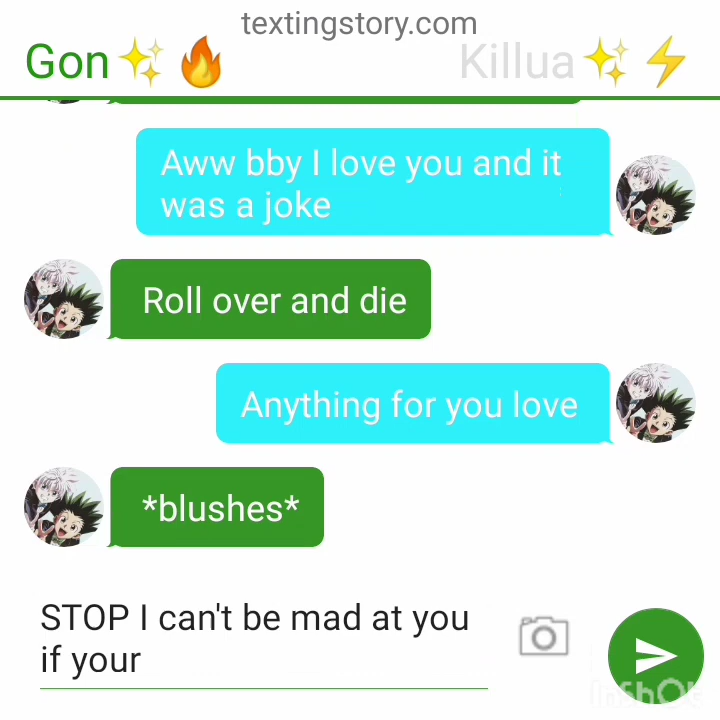 textingstory.com
Gon✨🔥 Killua✨⚡
Aww bby I love you and it
was a joke
Roll over and die
Anything for you love
*blushes*
STOP I can't be mad at you
if your
InShOt